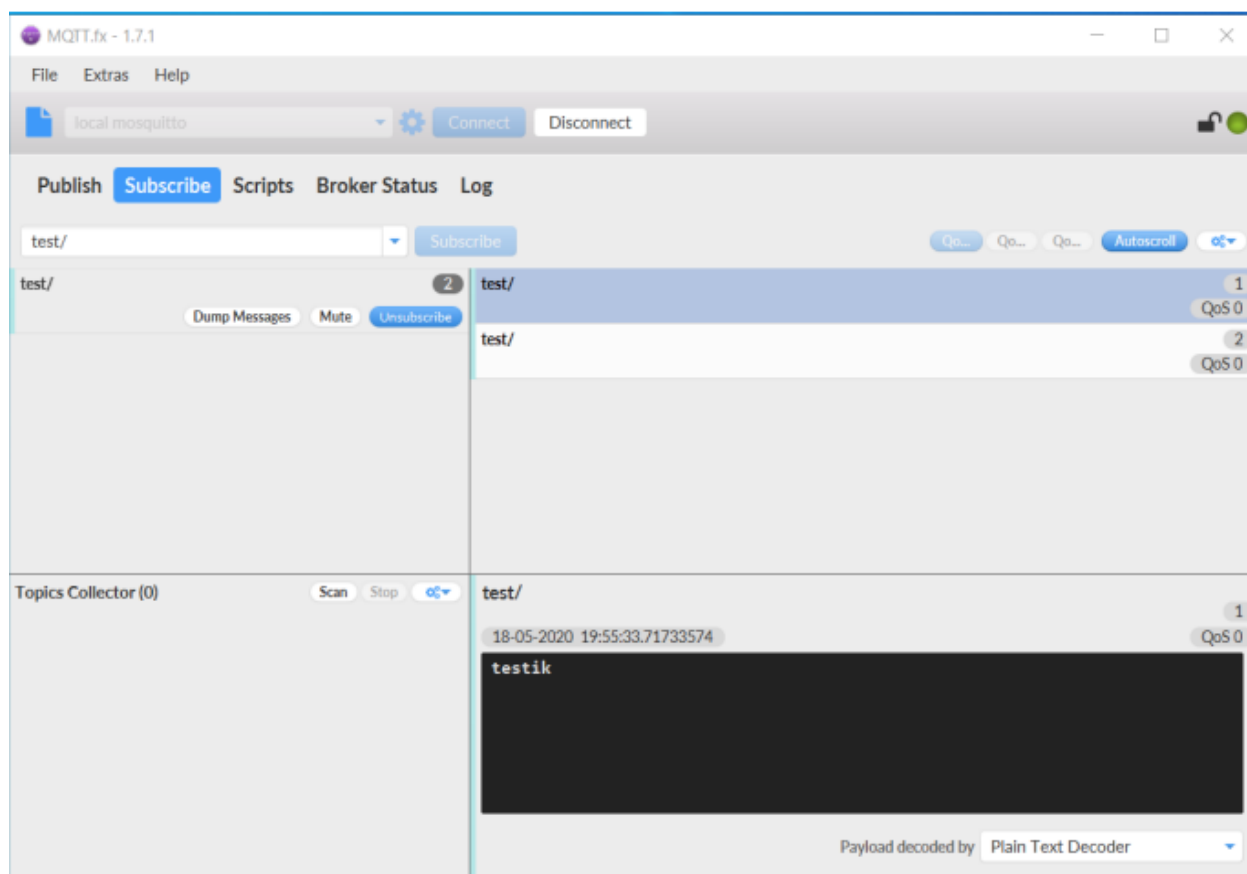 MQTT.fx - 1.7.1
File Extras Help
local mosquitto Connect Disconnect
Publish Subscribe Scripts Broker Status Log
test/ Subscribe Qo... Qo... Qo... Autoscroll
test/ 2
Dump Messages Mute Unsubscribe
test/ 1
QoS 0
test/ 2
QoS 0
Topics Collector (0) Scan Stop
test/
1
18-05-2020 19:55:33.71733574 QoS 0
testik
Payload decoded by Plain Text Decoder